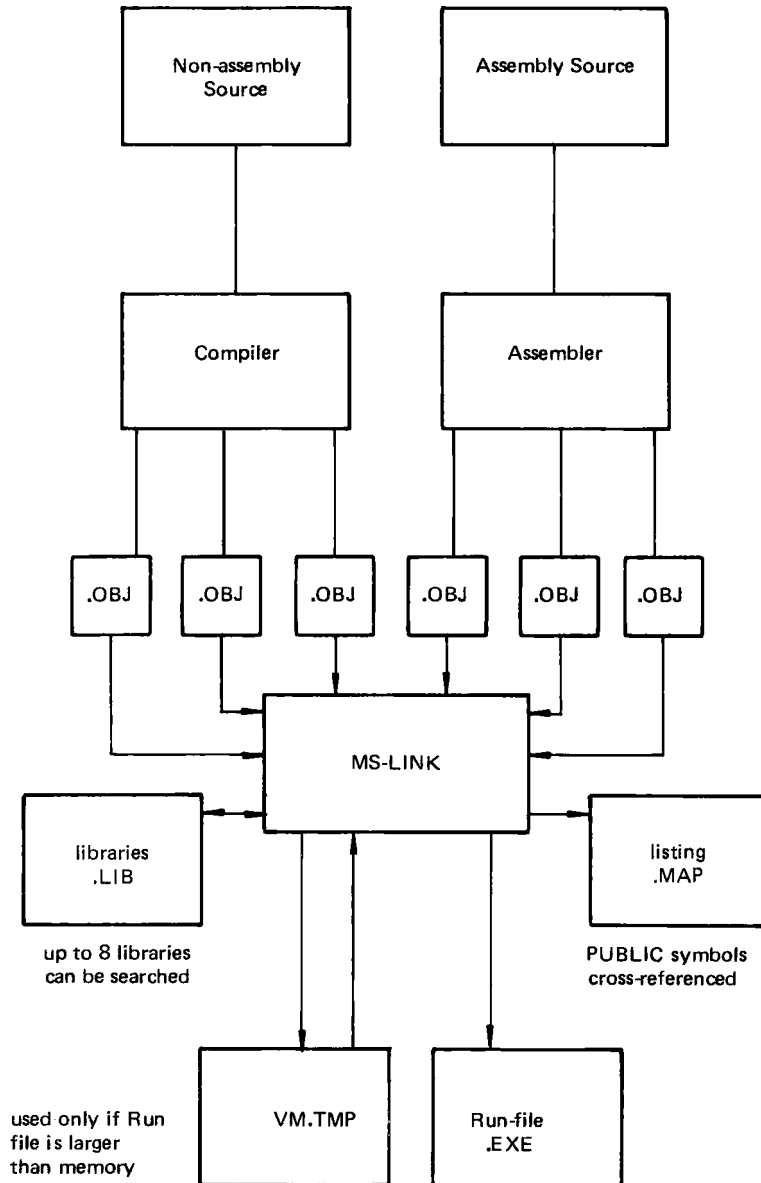 Non-assembly
Source
Assembly Source
Compiler
Assembler
.OBJ
.OBJ
.OBJ
.OBJ
.OBJ
.OBJ
MS-LINK
libraries
.LIB
listing
.MAP
up to 8 libraries
can be searched
PUBLIC symbols
cross-referenced
used only if Run
file is larger
than memory
VM.TMP
Run-file
.EXE